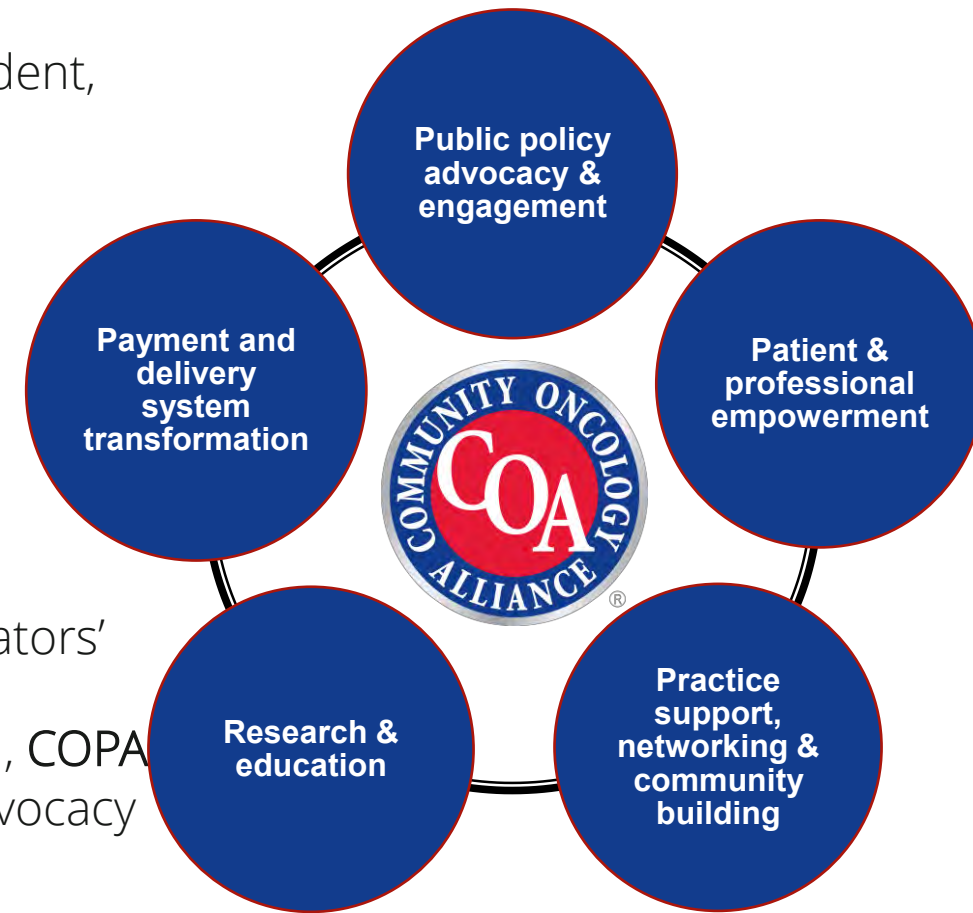 dent,
ators’
, COPA
vocacy
Public policy
advocacy &
engagement
Patient &
professional
empowerment
Practice
support,
networking &
community
building
Research &
education
Payment and
delivery
system
transformation
COMMUNITY ONCOLOGY
COA
ALLIANCE
®